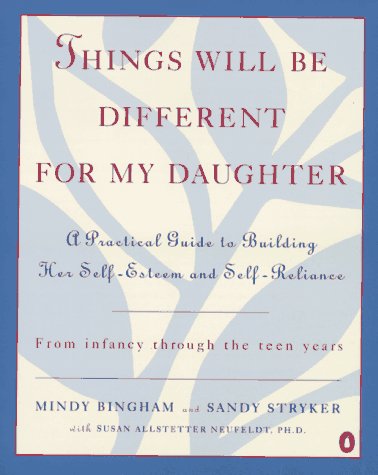 THINGS WILL BE
DIFFERENT
FOR MY DAUGHTER
A Practical Guide to Building
Her Self-Esteem and Self-Reliance
From infancy through the teen years
MINDY BINGHAM and SANDY STRYKER
with SUSAN ALLSTETTER NEUFELDT, PH.D.